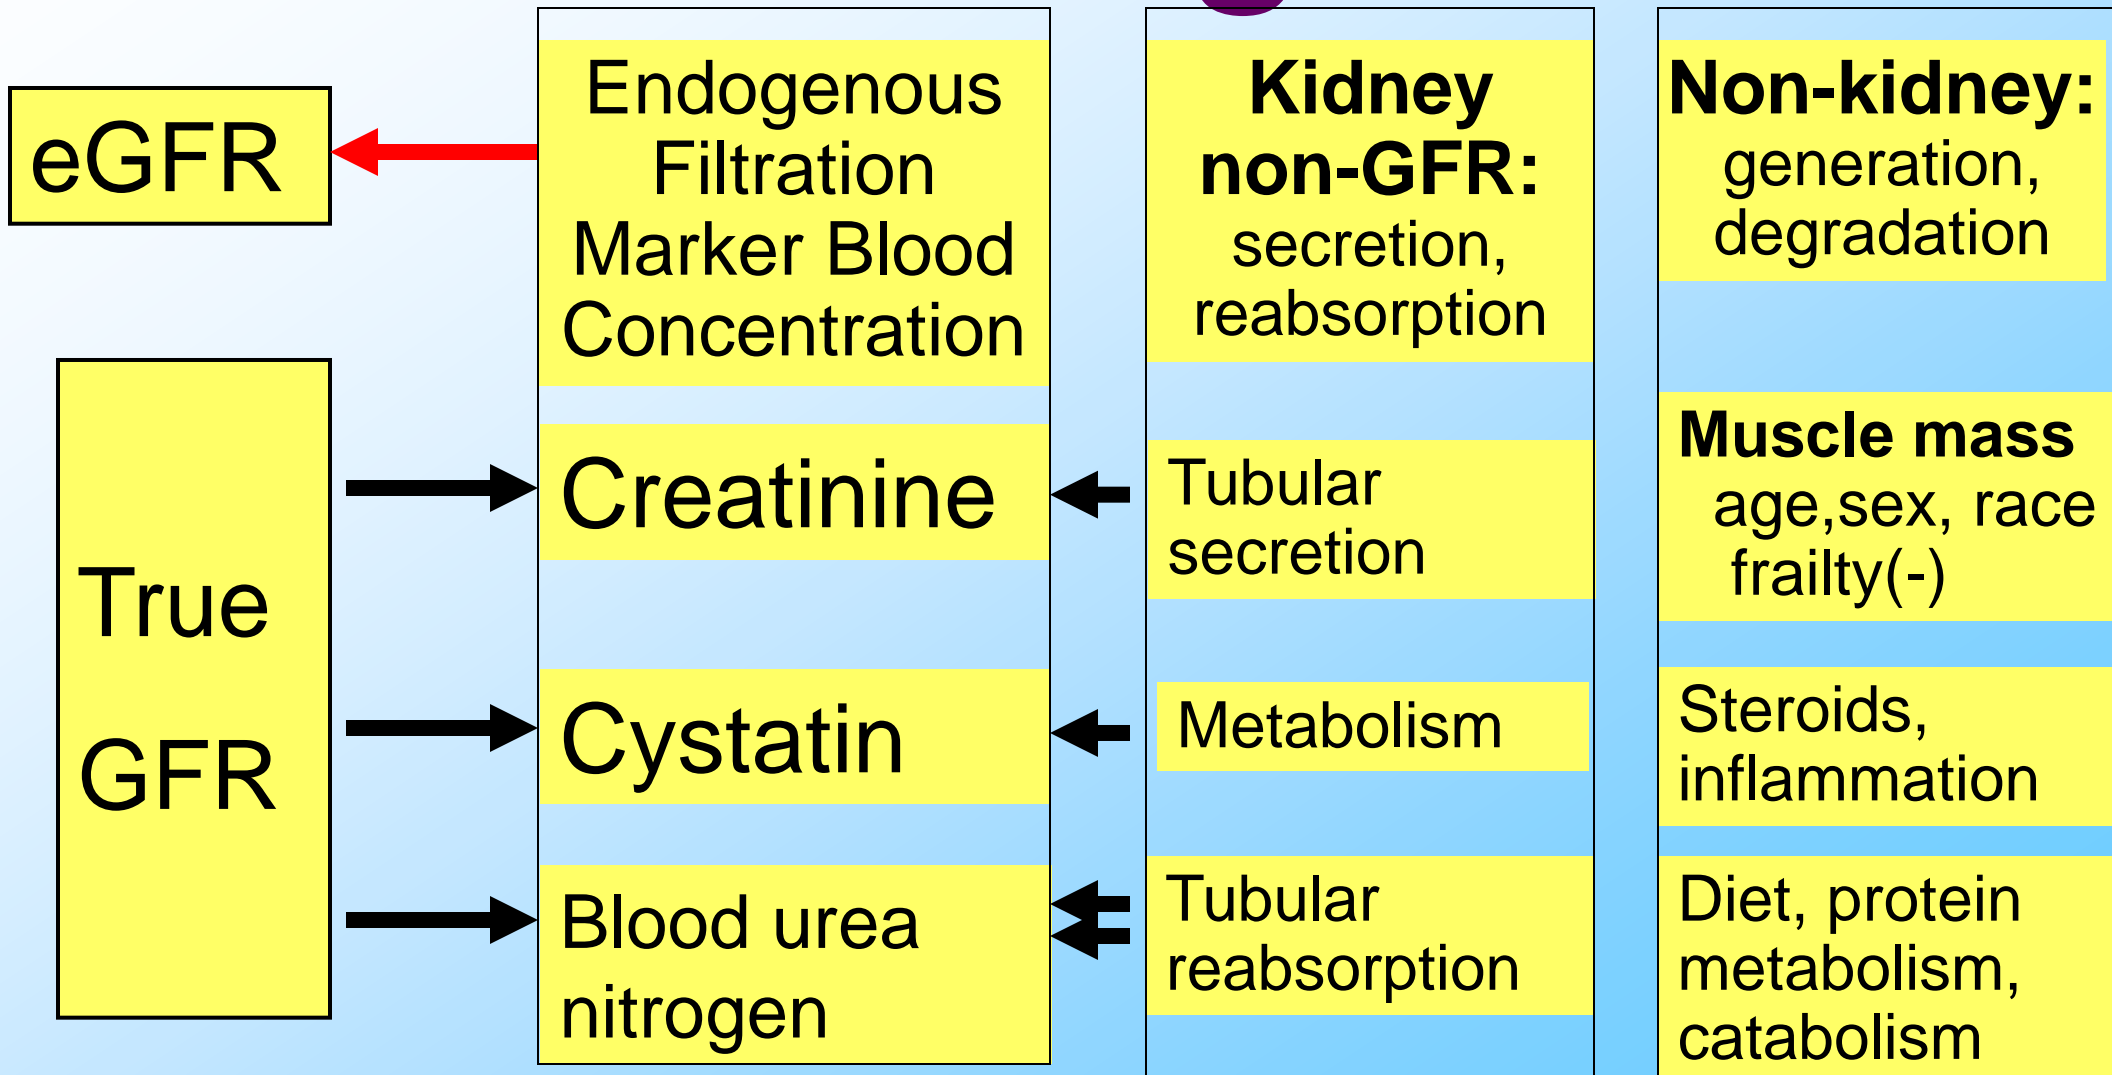 eGFR
True
GFR
Endogenous
Filtration
Marker Blood
Concentration
Creatinine
Cystatin
Blood urea
nitrogen
Kidney
non-GFR:
secretion,
reabsorption
Tubular
secretion
Metabolism
Tubular
reabsorption
Non-kidney:
generation,
degradation
Muscle mass
age,sex, race
frailty(-)
Steroids,
inflammation
Diet, protein
metabolism,
catabolism